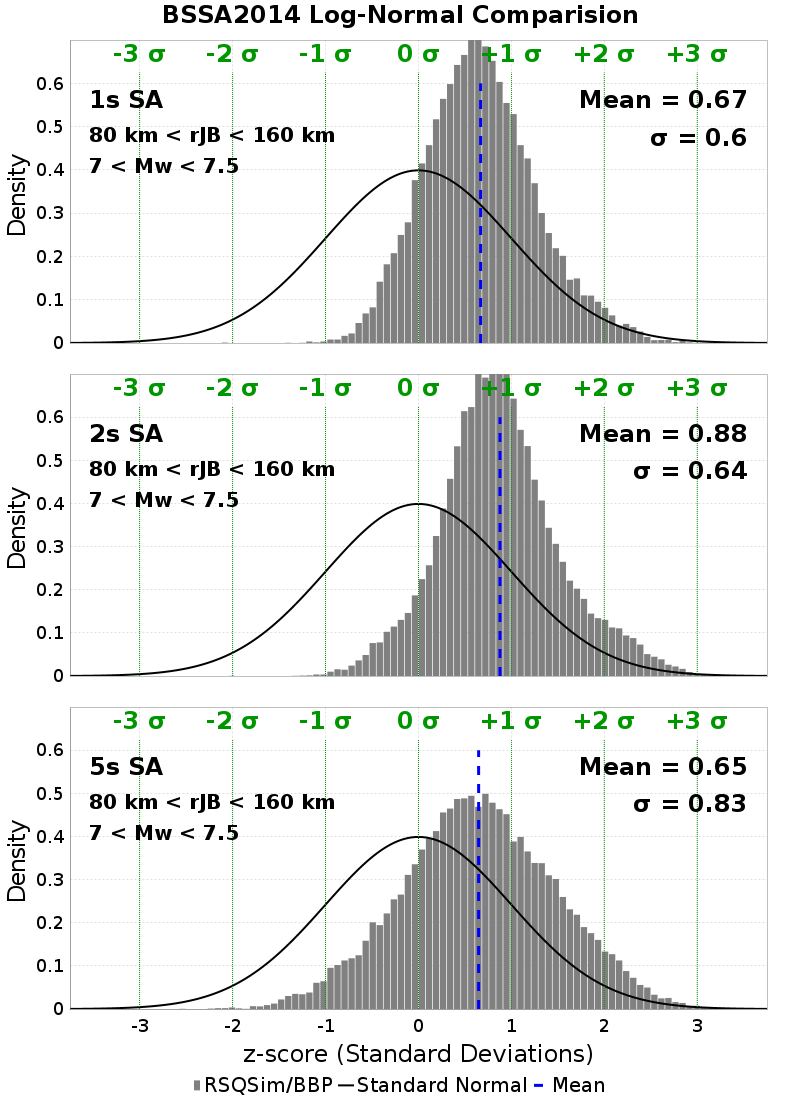 BSSA2014 Log-Normal Comparision
-3 σ -2 σ -1 σ 0 σ +1 σ +2 σ +3 σ
0.6
1s SA
Mean = 0.67
0.5
80 km < rJB < 160 km
σ = 0.6
7 < Mw < 7.5
0.4
Density
0.3
0.2
0.1
0
-3 σ -2 σ -1 σ 0 σ +1 σ +2 σ +3 σ
0.6
2s SA
Mean = 0.88
0.5
80 km < rJB < 160 km
σ = 0.64
7 < Mw < 7.5
0.4
Density
0.3
0.2
0.1
0
-3 σ -2 σ -1 σ 0 σ +1 σ +2 σ +3 σ
0.6
5s SA
Mean = 0.65
0.5
80 km < rJB < 160 km
σ = 0.83
7 < Mw < 7.5
0.4
Density
0.3
0.2
0.1
0
-3 -2 -1 0 1 2 3
z-score (Standard Deviations)
RSQSim/BBP Standard Normal Mean